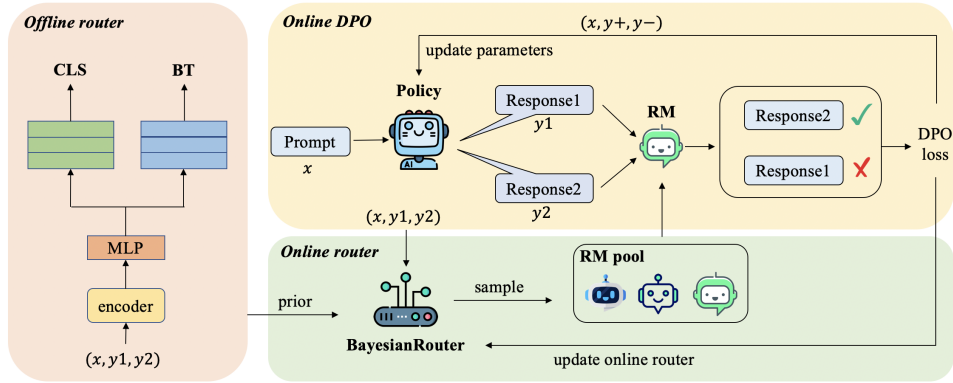 Offline router
CLS
BT
MLP
encoder
(x, y1, y2)
Online DPO
(x, y+, y−)
update parameters
Policy
Prompt
x
AI
Response1
y1
Response2
y2
RM
Response2
Response1
DPO
loss
(x, y1, y2)
Online router
prior
BayesianRouter
sample
RM pool
update online router